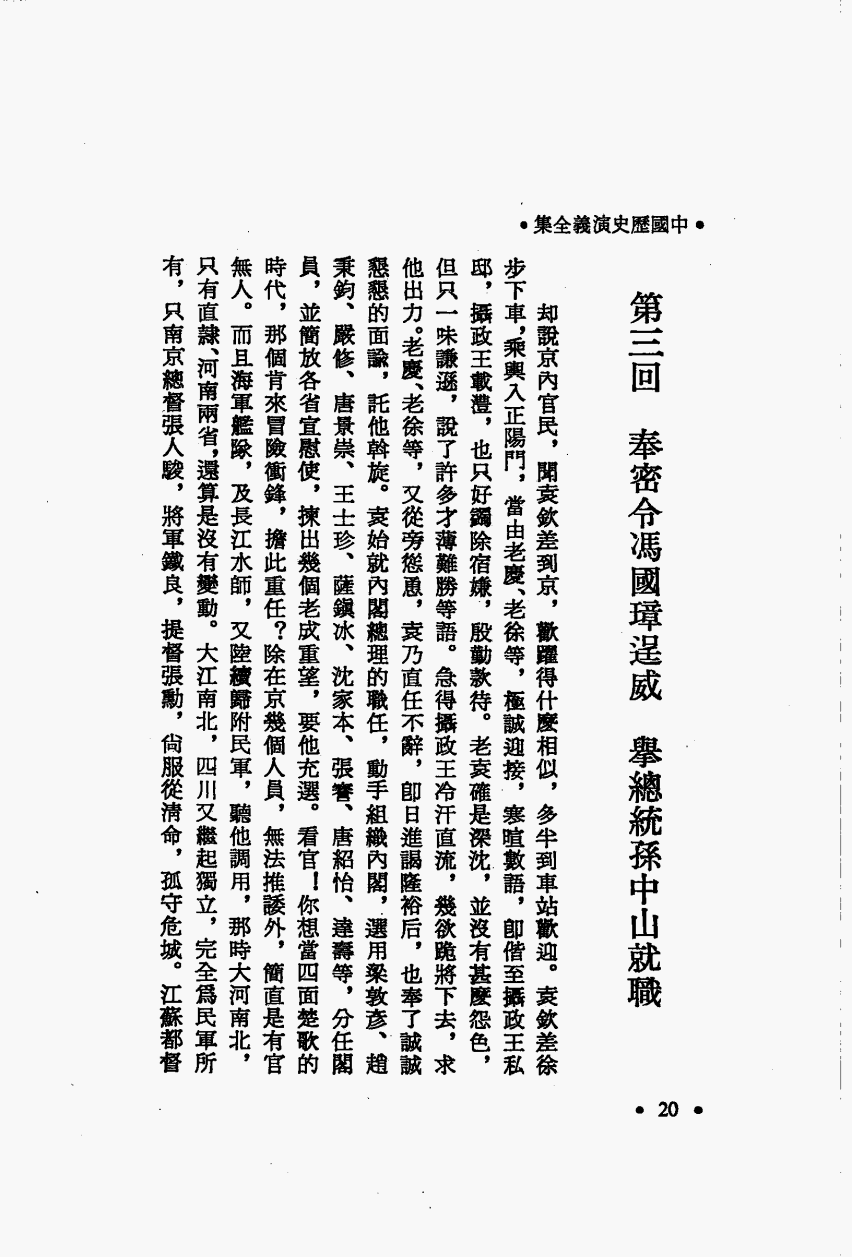 •中國歷史演義全集•
第三回 奉密令馮國璋逞威 舉總統孫中山就職
却說京內官民，聞袁欽差到京，歡躍得什麼相似，多半到車站歡迎。袁欽差徐
步下車，乘輿入正陽門，當由老慶、老徐等，極誠迎接，寒暄數語，卽偕至攝政王私
邸，攝政王載灃，也只好蠲除宿嫌，殷勤款待。老袁確是深沈，並沒有甚麼怨色，
但只一味謙遜，說了許多才薄難勝等語。急得攝政王冷汗直流，幾欲跪將下去，求
他出力。老慶、老徐等，又從旁慫恿，袁乃直任不辭，卽日進謁隆裕后，也奉了誠誠
懇懇的面諭，託他斡旋。袁始就內閣總理的職任，動手組織內閣，選用梁敦彥、趙
秉鈞、嚴修、唐景崇、王士珍、薩鎭冰、沈家本、張謇、唐紹怡、達壽等，分任閣
員，並簡放各省宣慰使，揀出幾個老成重望，要他充選。看官！你想當四面楚歌的
時代，那個肯來冒險衝鋒，擔此重任？除在京幾個人員，無法推諉外，簡直是有官
無人。而且海軍艦隊，及長江水師，又陸續歸附民軍，聽他調用，那時大河南北，
只有直隸、河南兩省，還算是沒有變動。大江南北，四川又繼起獨立，完全爲民軍所
有，只南京總督張人駿，將軍鐵良，提督張勳，尙服從淸命，孤守危城。江蘇都督
•20•